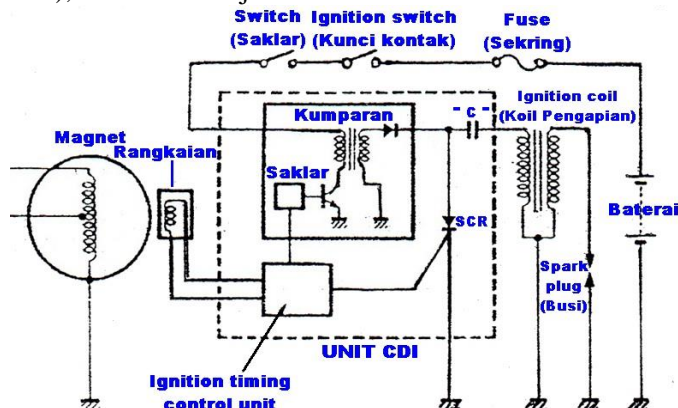 Switch
(Saklar)
Ignition switch
(Kunci kontak)
Fuse
(Sekring)
Kumparan
" C "
Ignition coil
(Koil Pengapian)
Magnet
Rangkaian
Saklar
SCR
Baterai
Spark
plug
(Busi)
UNIT CDI
Ignition timing
control unit